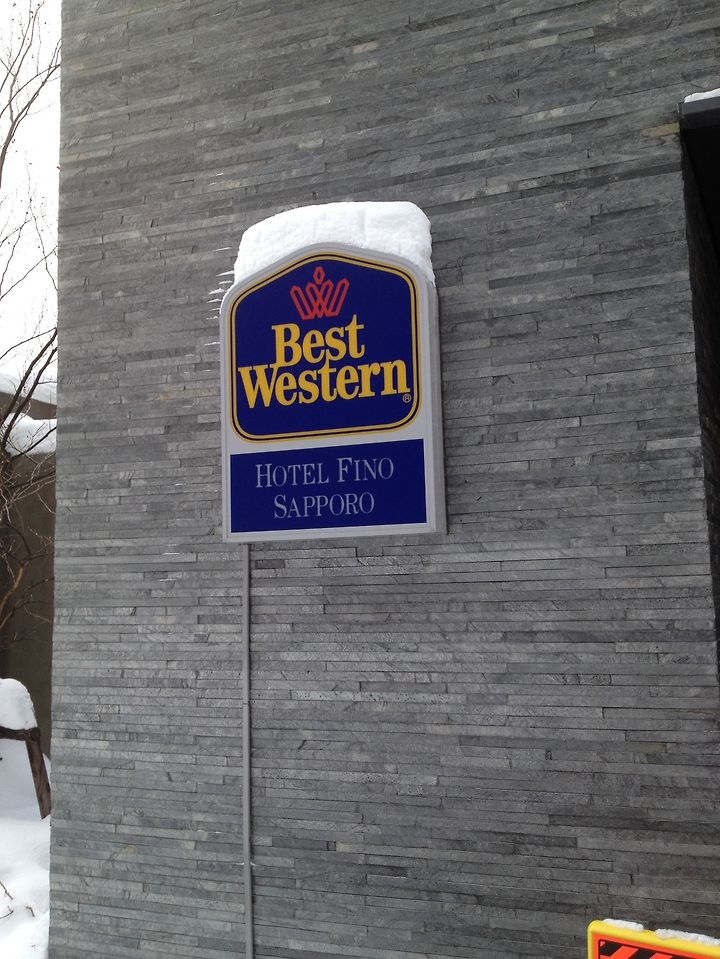 Best
Western
®
HOTEL FINO
SAPPORO